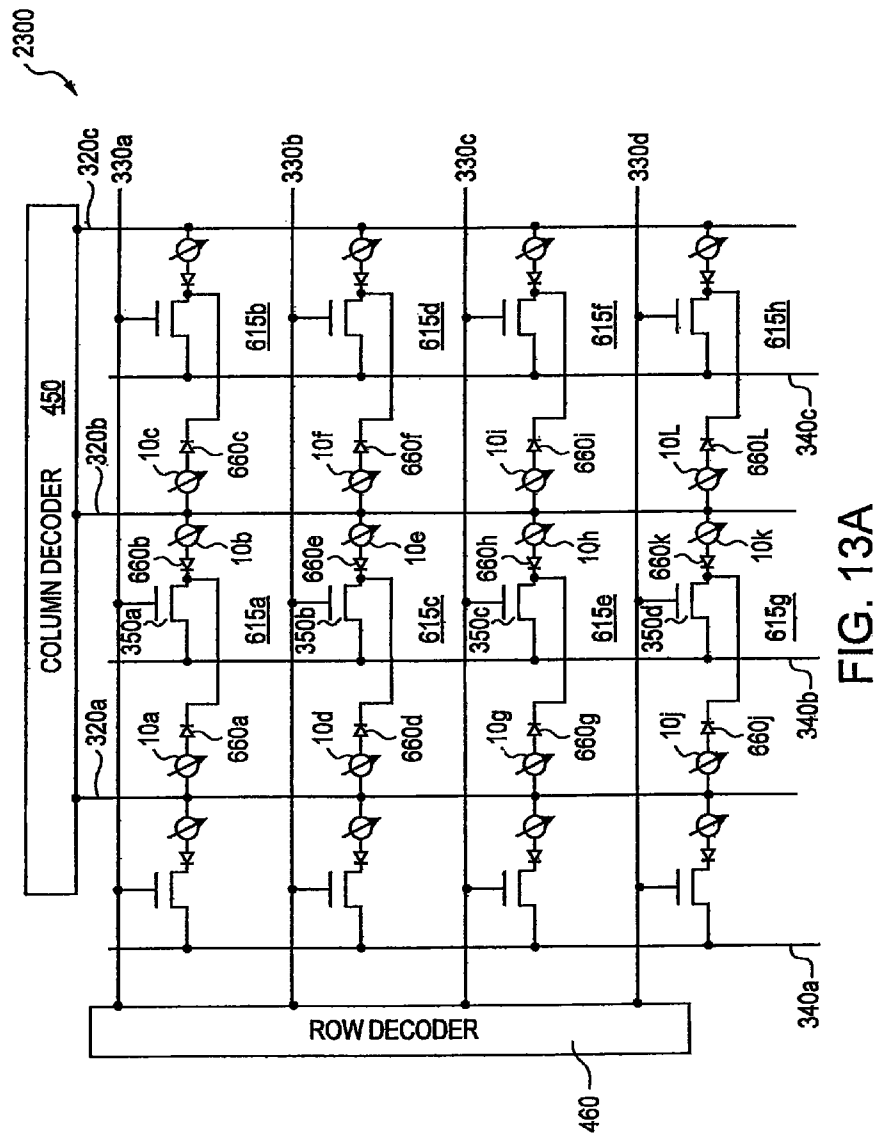 2300
COLUMN DECODER 450
320a
320b
320c
330a
10a
660b
10c
350a
660a
615a
10b
660c
615b
330b
10d
660e
10f
350b
660d
615c
10e
660f
615d
330c
10g
660h
10i
350c
660g
615e
10h
660i
615f
330d
10j
660k
10L
350d
660j
615g
10k
660L
615h
ROW DECODER
460
340a
340b
340c
FIG. 13A